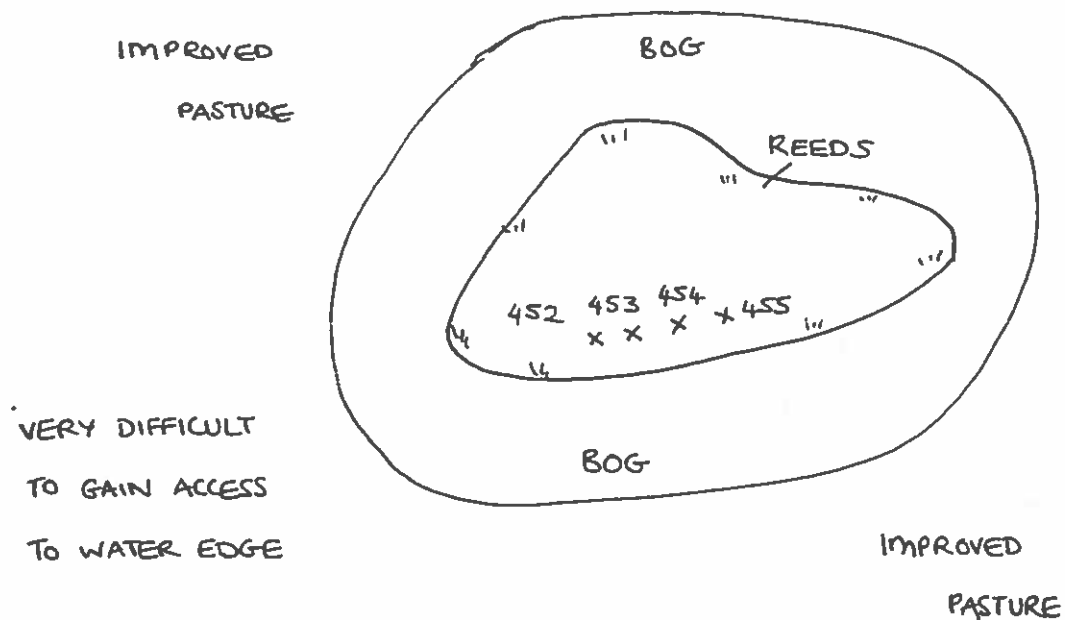 IMPROVED
PASTURE
BOG
REEDS
452 453 454 455
x x x x
BOG
VERY DIFFICULT
TO GAIN ACCESS
TO WATER EDGE
IMPROVED
PASTURE